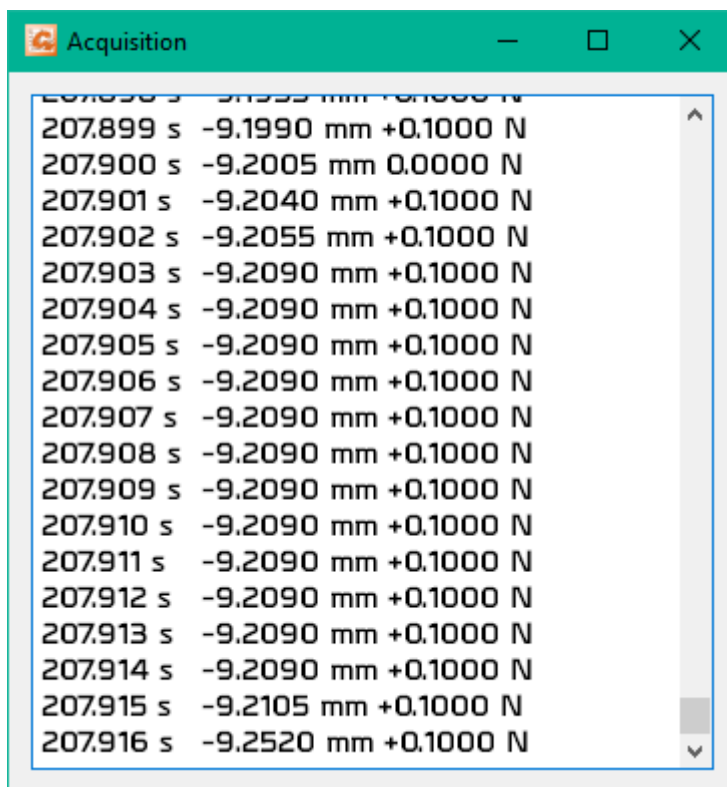 Acquisition
207.899 s -9.1990 mm +0.1000 N
207.900 s -9.2005 mm 0.0000 N
207.901 s -9.2040 mm +0.1000 N
207.902 s -9.2055 mm +0.1000 N
207.903 s -9.2090 mm +0.1000 N
207.904 s -9.2090 mm +0.1000 N
207.905 s -9.2090 mm +0.1000 N
207.906 s -9.2090 mm +0.1000 N
207.907 s -9.2090 mm +0.1000 N
207.908 s -9.2090 mm +0.1000 N
207.909 s -9.2090 mm +0.1000 N
207.910 s -9.2090 mm +0.1000 N
207.911 s -9.2090 mm +0.1000 N
207.912 s -9.2090 mm +0.1000 N
207.913 s -9.2090 mm +0.1000 N
207.914 s -9.2090 mm +0.1000 N
207.915 s -9.2105 mm +0.1000 N
207.916 s -9.2520 mm +0.1000 N